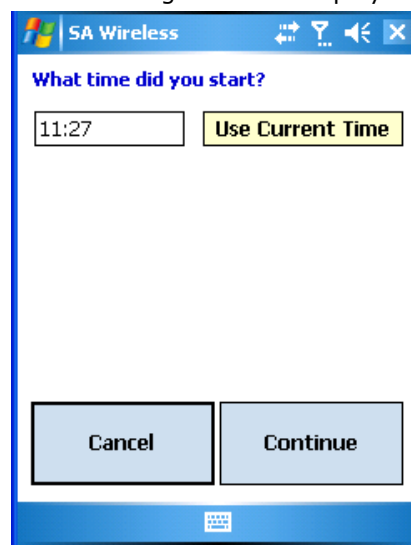 SA Wireless
What time did you start?
11:27
Use Current Time
Cancel
Continue